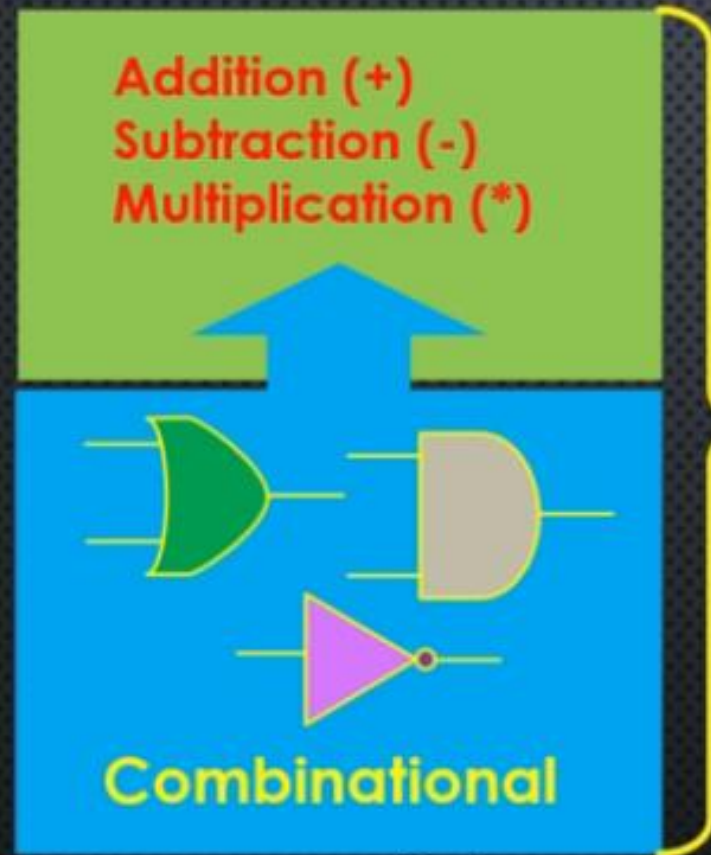 Addition (+)
Subtraction (-)
Multiplication (*)
Combinational